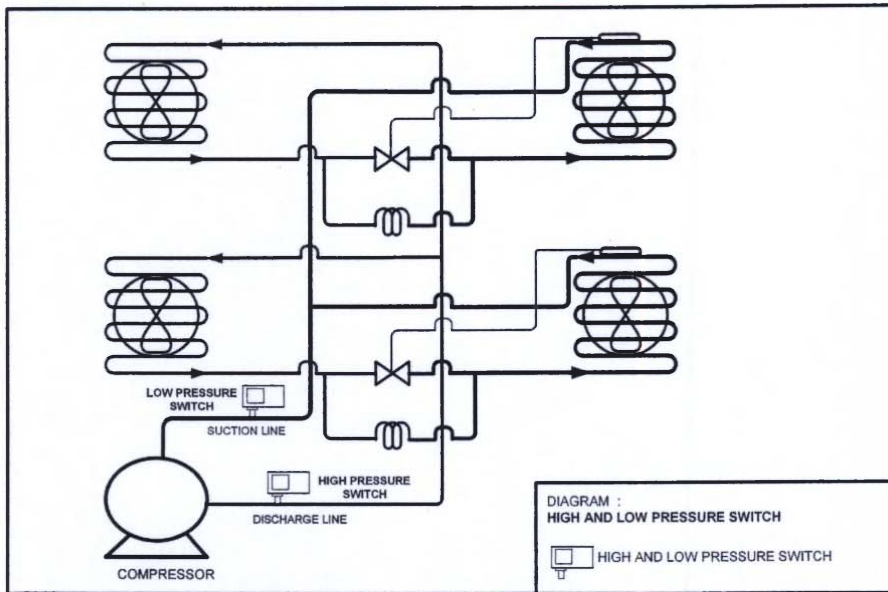 LOW PRESSURE
SWITCH
SUCTION LINE
HIGH PRESSURE
SWITCH
DISCHARGE LINE
COMPRESSOR
DIAGRAM :
HIGH AND LOW PRESSURE SWITCH
HIGH AND LOW PRESSURE SWITCH